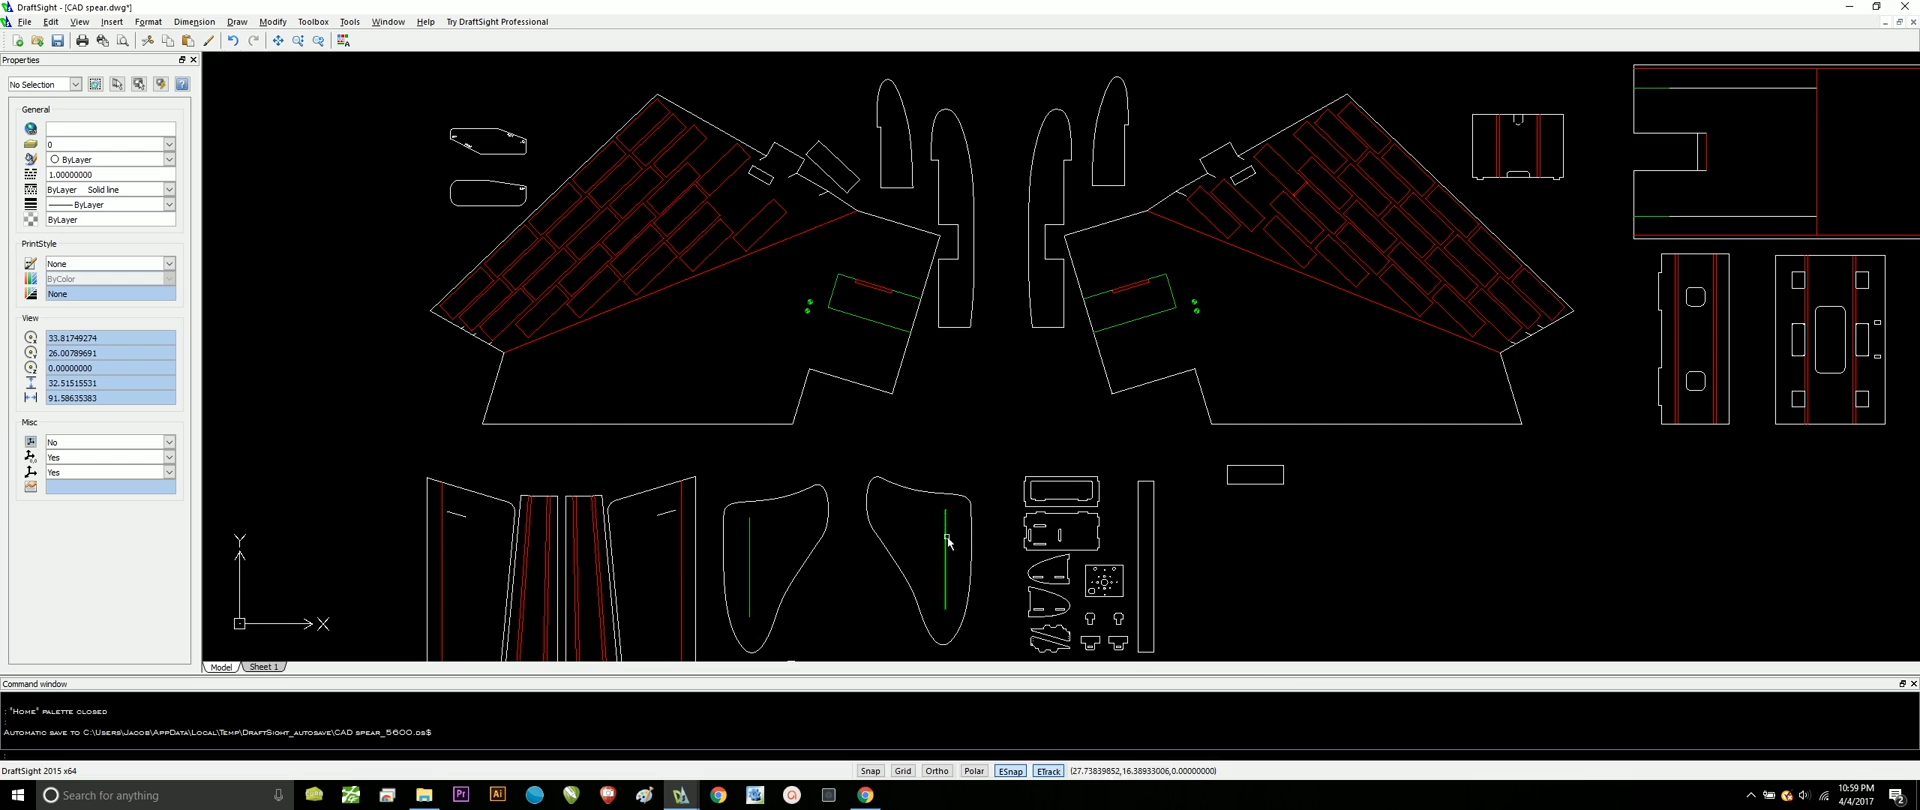 DraftSight - [CAD spear.dwg*]
File Edit View Insert Format Dimension Draw Modify Toolbox Tools Window Help Try DraftSight Professional
Properties
No Selection
General
0
ByLayer
1.00000000
ByLayer Solid line
ByLayer
ByLayer
PrintStyle
None
ByColor
None
View
33.81749274
26.00789691
0.00000000
32.51515531
91.58635383
Misc
No
Yes
Yes
Y
X
Model Sheet 1
Command window
: "Home" palette closed
:
Automatic save to C:\Users\Jacob\AppData\Local\Temp\DraftSight_autosave\CAD spear_5600.ds$
:
DraftSight 2015 x64
Snap Grid Ortho Polar ESnap ETrack (27.73839852,16.38933006,0.00000000)
Search for anything
Pr
Ai
10:59 PM
4/4/2017
2